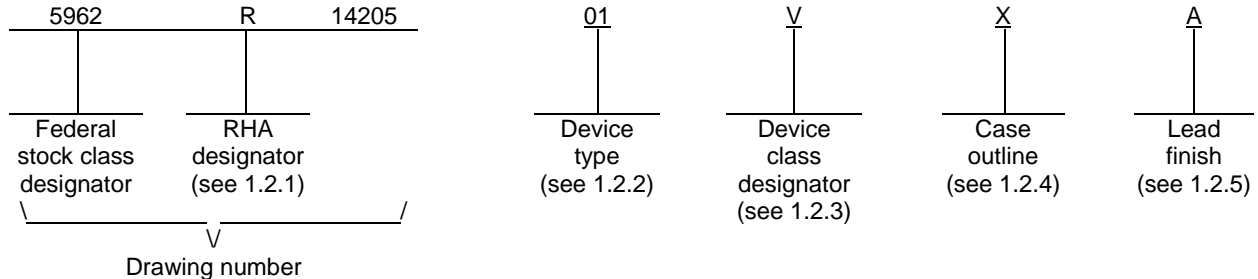 5962 R 14205 01 V X A
Federal stock class designator
RHA designator (see 1.2.1)
Device type (see 1.2.2)
Device class designator (see 1.2.3)
Case outline (see 1.2.4)
Lead finish (see 1.2.5)
Drawing number